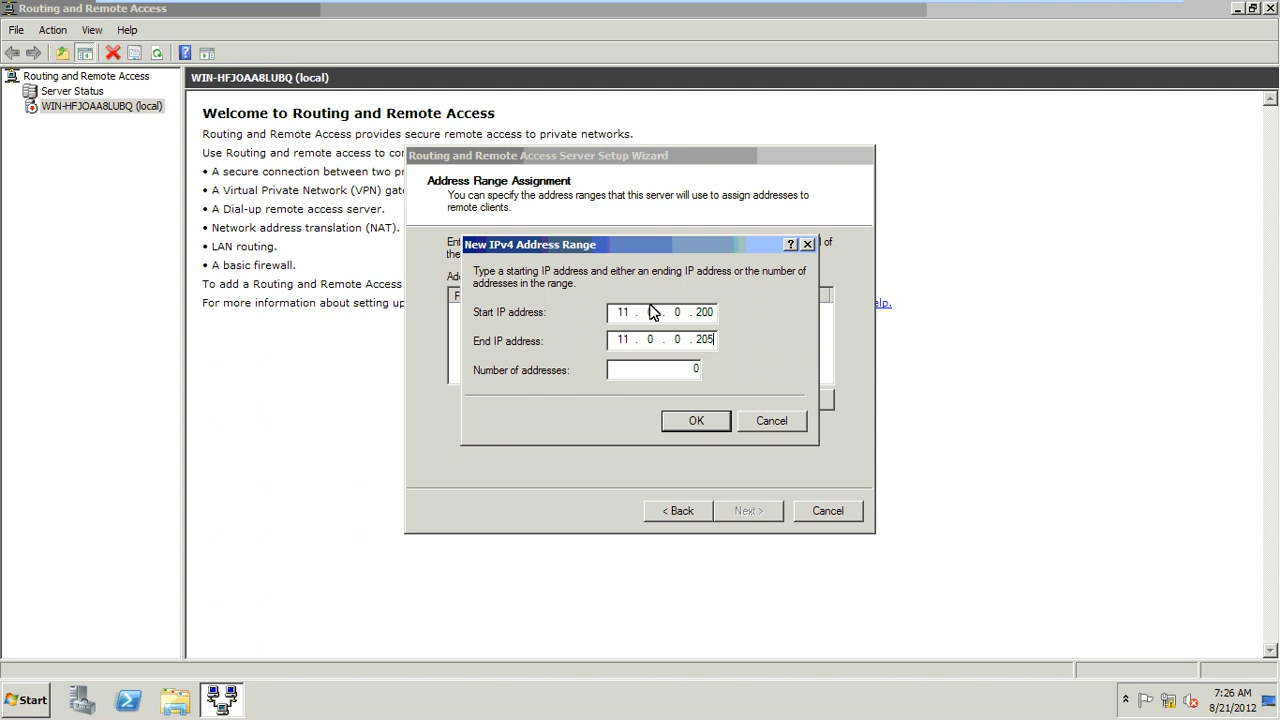 Routing and Remote Access
File Action View Help
Routing and Remote Access
Server Status
WIN-HFJOAA8LUBQ (local)
WIN-HFJOAA8LUBQ (local)
Welcome to Routing and Remote Access
Routing and Remote Access provides secure remote access to private networks.
Use Routing and remote access to co
• A secure connection between two pr
• A Virtual Private Network (VPN) gat
• A Dial-up remote access server.
• Network address translation (NAT).
• LAN routing.
• A basic firewall.
To add a Routing and Remote Access
For more information about setting up
elp.
Routing and Remote Access Server Setup Wizard
Address Range Assignment
You can specify the address ranges that this server will use to assign addresses to
remote clients.
New IPv4 Address Range
Type a starting IP address and either an ending IP address or the number of
addresses in the range.
Start IP address: 11 . . 0 . 200
End IP address: 11 . 0 . 0 . 205
Number of addresses: 0
OK Cancel
< Back Next > Cancel
Start
7:26 AM
8/21/2012